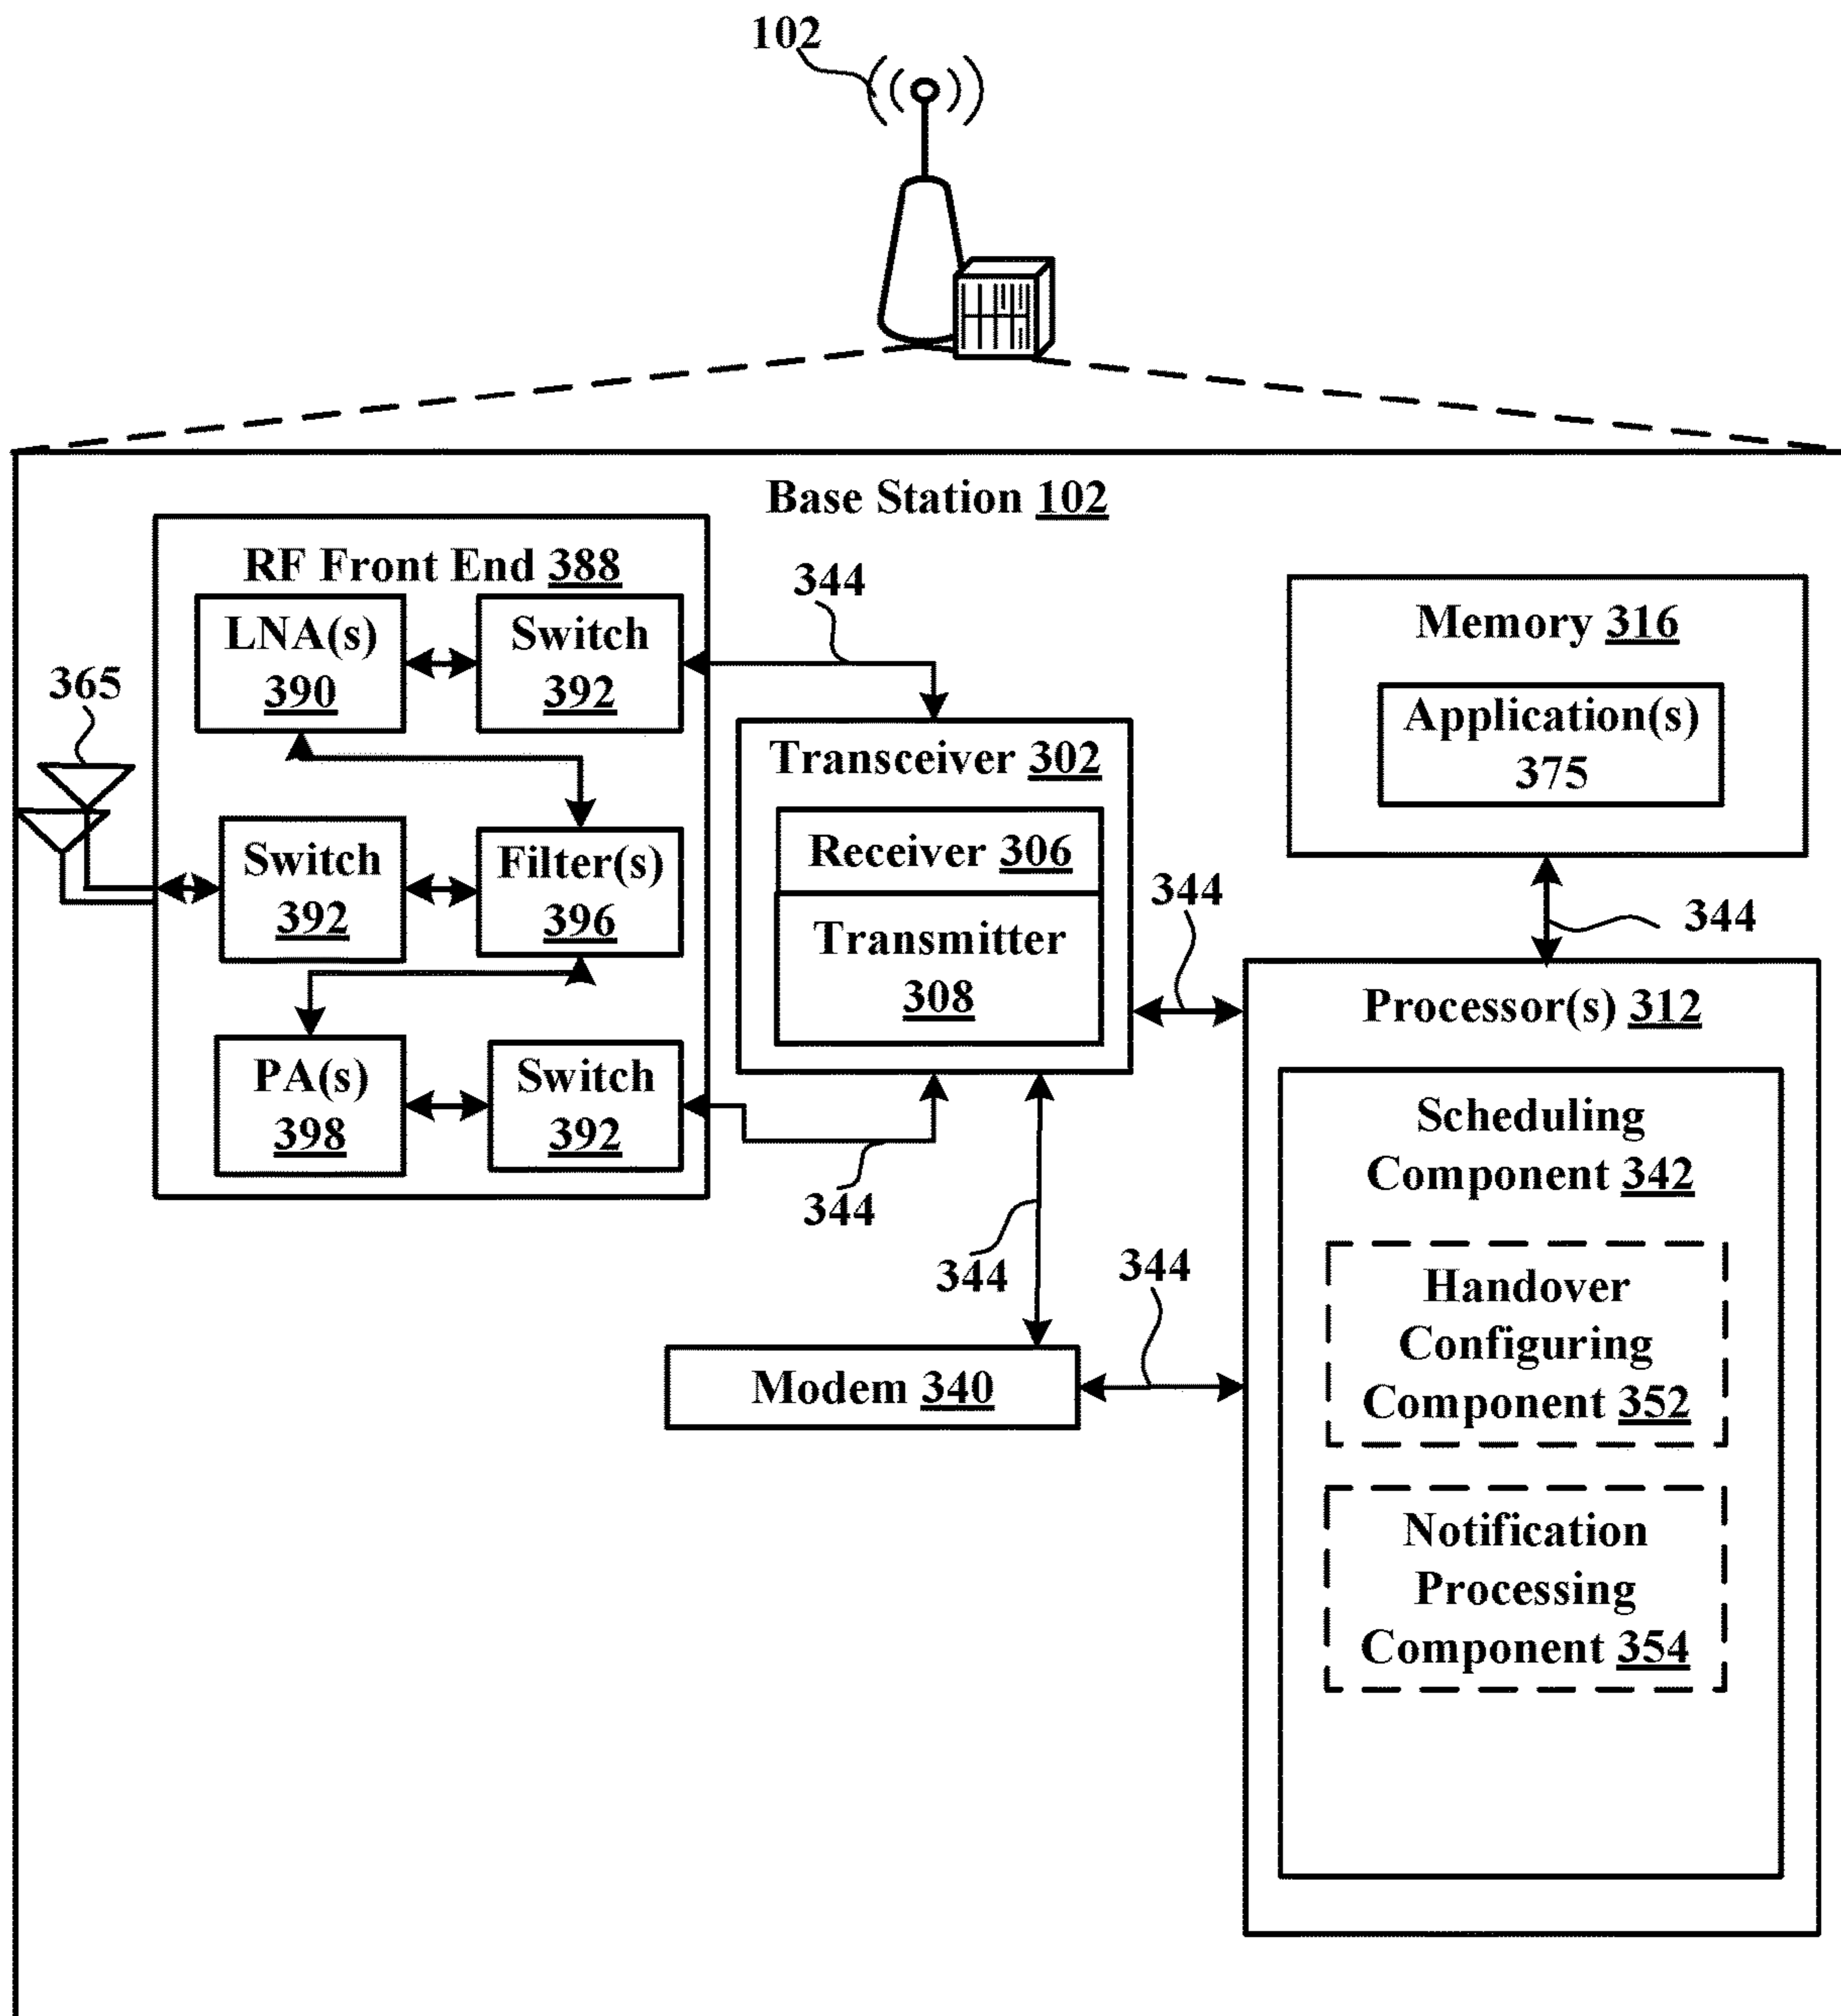 102
Base Station 102
RF Front End 388
LNA(s)
390
Switch
392
365
Switch
392
Filter(s)
396
PA(s)
398
Switch
392
344
Transceiver 302
Receiver 306
Transmitter
308
344
344
344
Modem 340
344
Memory 316
Application(s)
375
344
Processor(s) 312
Scheduling
Component 342
Handover
Configuring
Component 352
Notification
Processing
Component 354